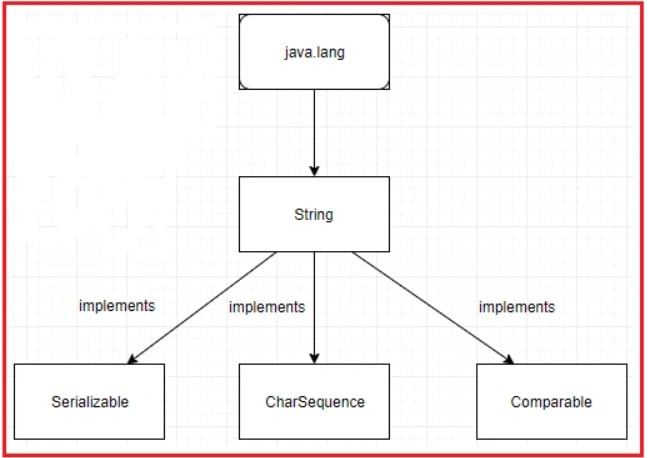 java.lang
String
implements
implements
implements
Serializable
CharSequence
Comparable